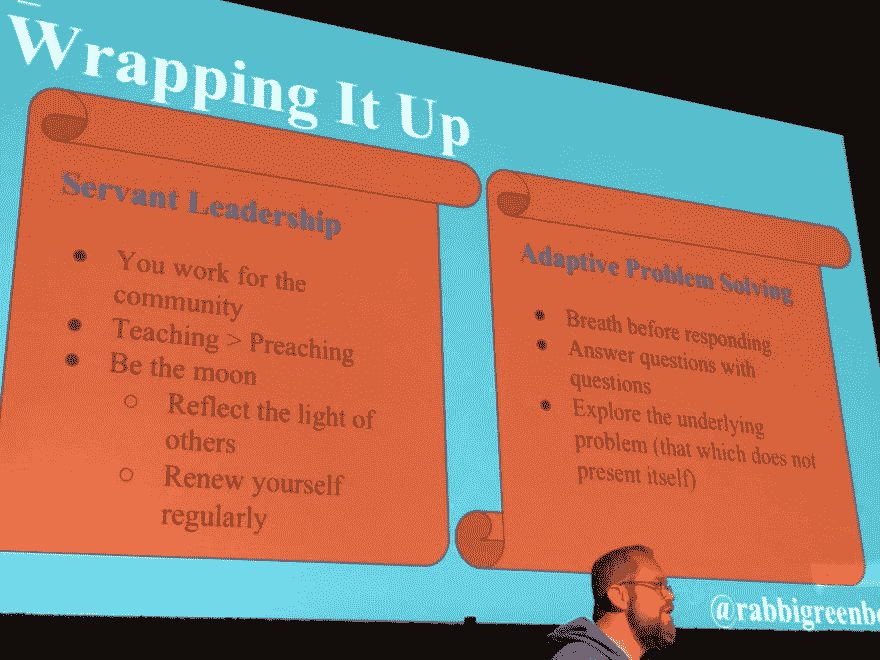 Wrapping It Up
Servant Leadership
● You work for the
community
● Teaching > Preaching
● Be the moon
○ Reflect the light of
others
○ Renew yourself
regularly
Adaptive Problem Solving
● Breath before responding
● Answer questions with
questions
● Explore the underlying
problem (that which does not
present itself)
@rabbigreenbe